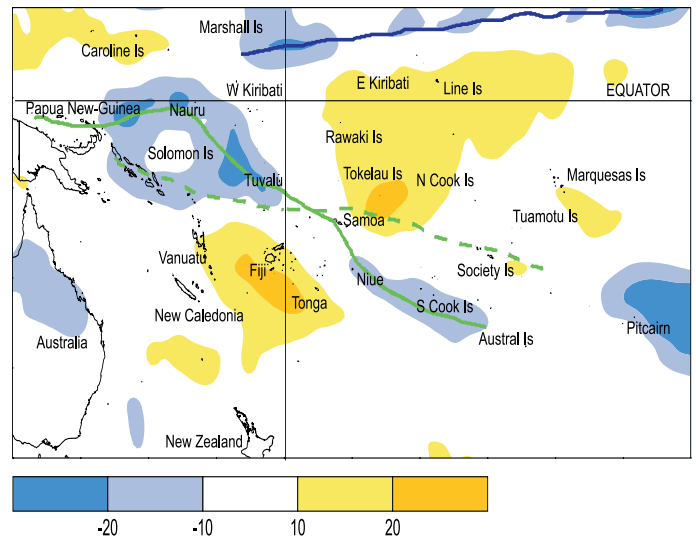 Marshall Is
Caroline Is
W Kiribati
E Kiribati
Line Is
EQUATOR
Papua New-Guinea
Nauru
Rawaki Is
Solomon Is
Tokelau Is
N Cook Is
Marquesas Is
Tuvalu
Samoa
Tuamotu Is
Vanuatu
Fiji
Niue
Society Is
Tonga
S Cook Is
New Caledonia
Australia
Austral Is
Pitcairn
New Zealand
-20 -10 10 20